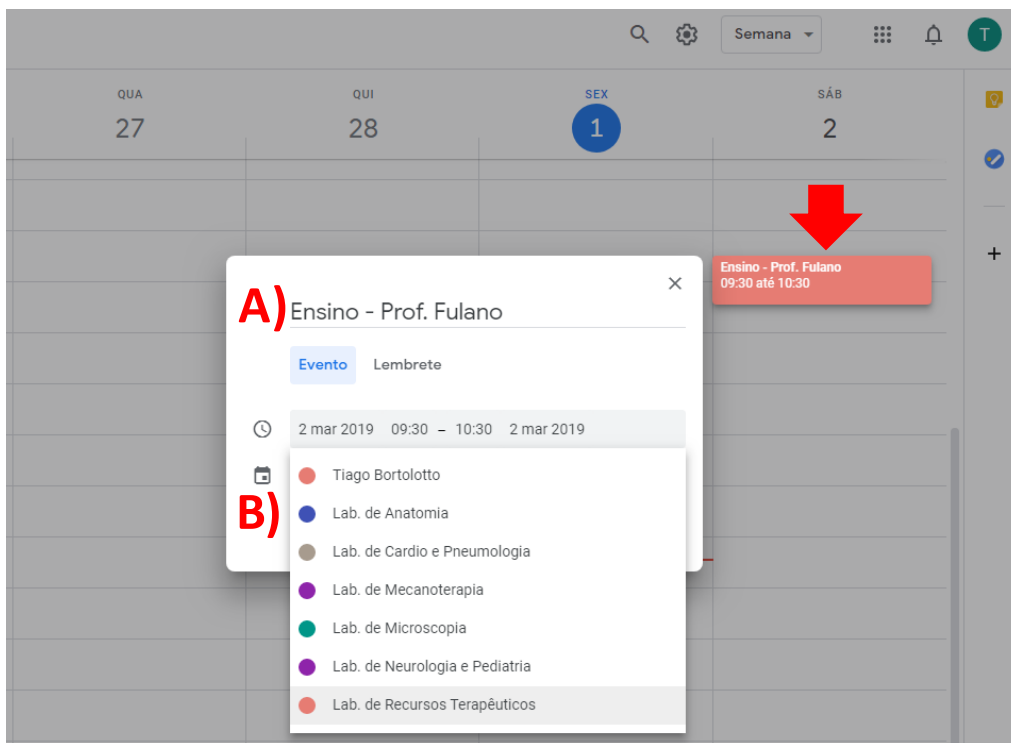 Semana
T
QUA
QUI
SEX
SÁB
27
28
1
2
Ensino - Prof. Fulano
09:30 até 10:30
A)
Ensino - Prof. Fulano
Evento Lembrete
2 mar 2019 09:30 – 10:30 2 mar 2019
Tiago Bortolotto
B)
Lab. de Anatomia
Lab. de Cardio e Pneumologia
Lab. de Mecanoterapia
Lab. de Microscopia
Lab. de Neurologia e Pediatria
Lab. de Recursos Terapêuticos